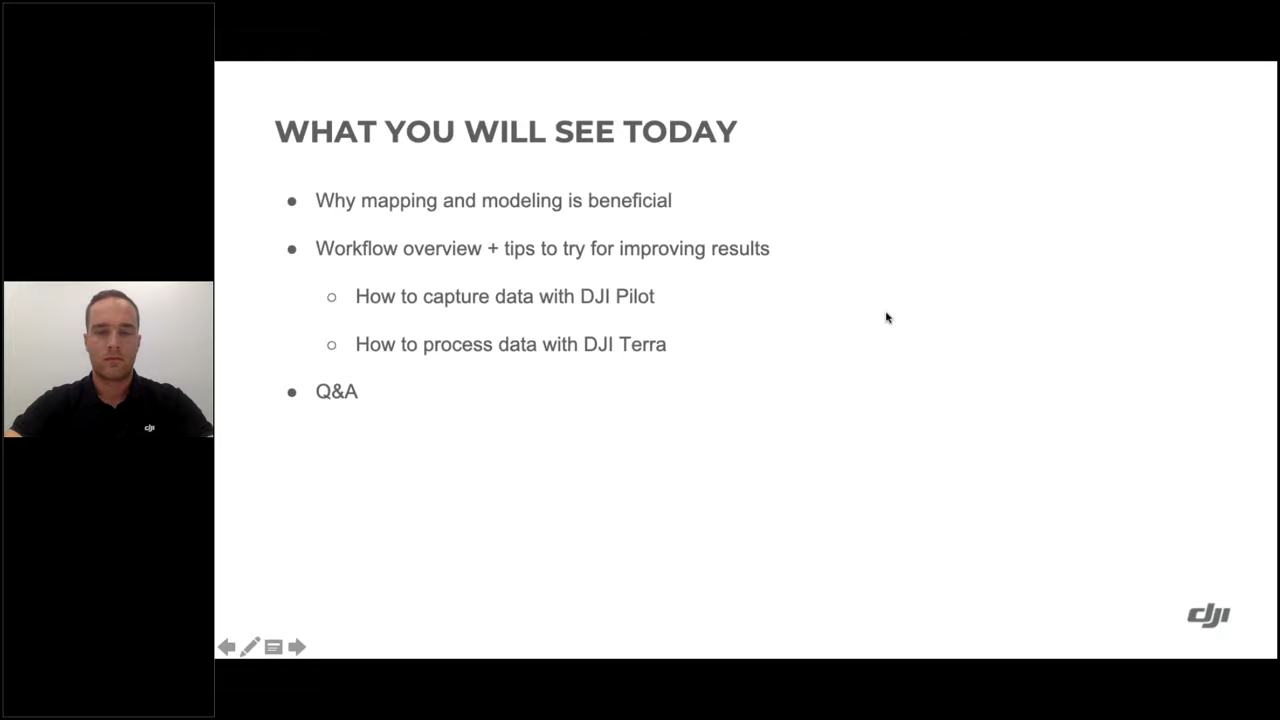 WHAT YOU WILL SEE TODAY
Why mapping and modeling is beneficial
Workflow overview + tips to try for improving results
How to capture data with DJI Pilot
How to process data with DJI Terra
Q&A
dji
dji